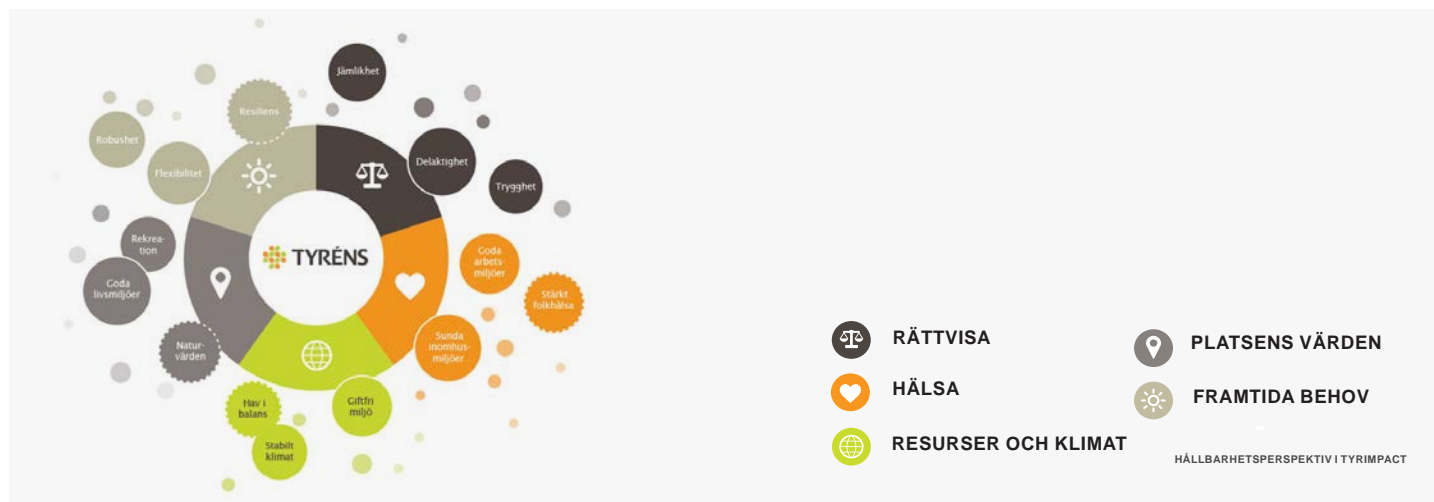 Jämlikhet
Resiliens
Robushet
Delaktighet
Flexibilitet
Trygghet
Rekrea-
tion
TYRÉNS
Goda
arbets-
miljöer
Goda
livsmiljöer
Stärkt
folkhälsa
Natur-
värden
Sunda
inomhus-
miljöer
Hav i
balans
Giftfri
miljö
Stabilt
klimat
RÄTTVISA
HÄLSA
RESURSER OCH KLIMAT
PLATSENS VÄRDEN
FRAMTIDA BEHOV
HÅLLBARHETSPERSPEKTIV I TYRIMPACT